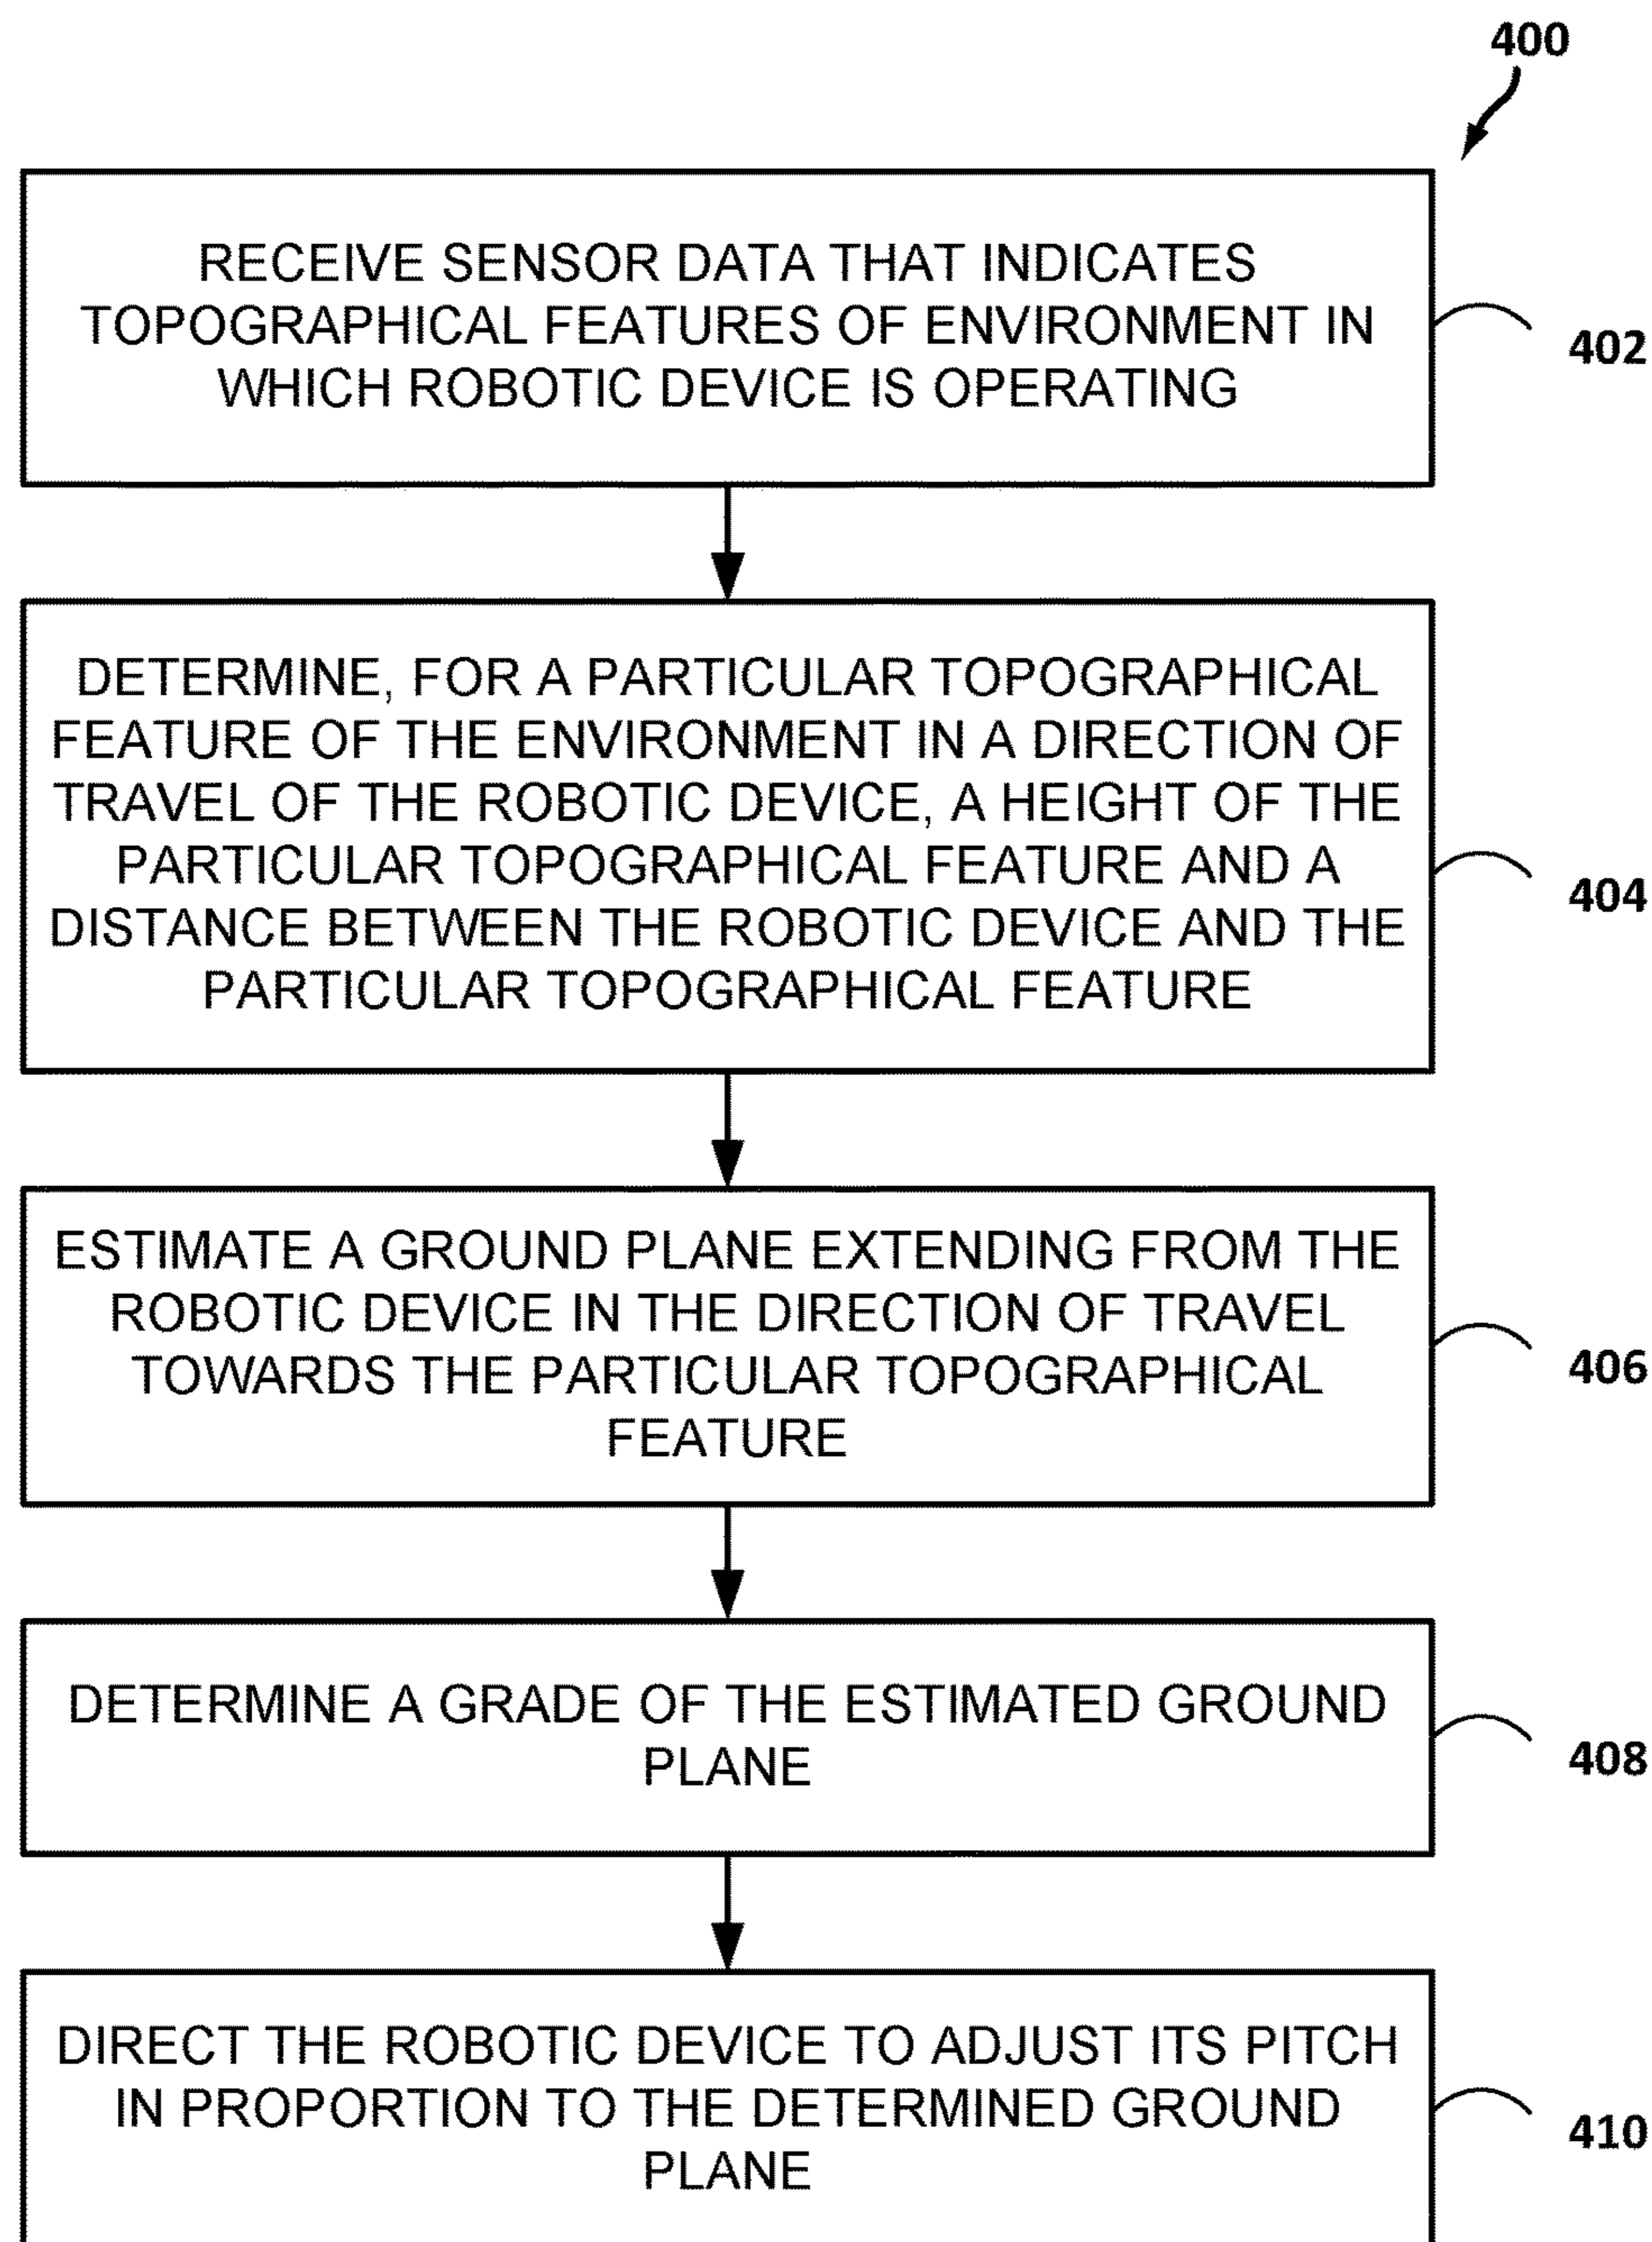 400
RECEIVE SENSOR DATA THAT INDICATES
TOPOGRAPHICAL FEATURES OF ENVIRONMENT IN
WHICH ROBOTIC DEVICE IS OPERATING
402
DETERMINE, FOR A PARTICULAR TOPOGRAPHICAL
FEATURE OF THE ENVIRONMENT IN A DIRECTION OF
TRAVEL OF THE ROBOTIC DEVICE, A HEIGHT OF THE
PARTICULAR TOPOGRAPHICAL FEATURE AND A
DISTANCE BETWEEN THE ROBOTIC DEVICE AND THE
PARTICULAR TOPOGRAPHICAL FEATURE
404
ESTIMATE A GROUND PLANE EXTENDING FROM THE
ROBOTIC DEVICE IN THE DIRECTION OF TRAVEL
TOWARDS THE PARTICULAR TOPOGRAPHICAL
FEATURE
406
DETERMINE A GRADE OF THE ESTIMATED GROUND
PLANE
408
DIRECT THE ROBOTIC DEVICE TO ADJUST ITS PITCH
IN PROPORTION TO THE DETERMINED GROUND
PLANE
410